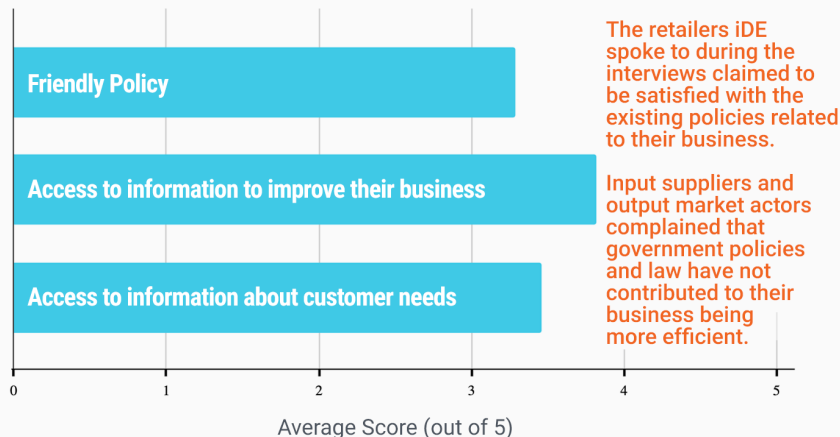 Friendly Policy
Access to information to improve their business
Access to information about customer needs
The retailers iDE
spoke to during the
interviews claimed to
be satisfied with the
existing policies related
to their business.
Input suppliers and
output market actors
complained that
government policies
and law have not
contributed to their
business being
more efficient.
0 1 2 3 4 5
Average Score (out of 5)